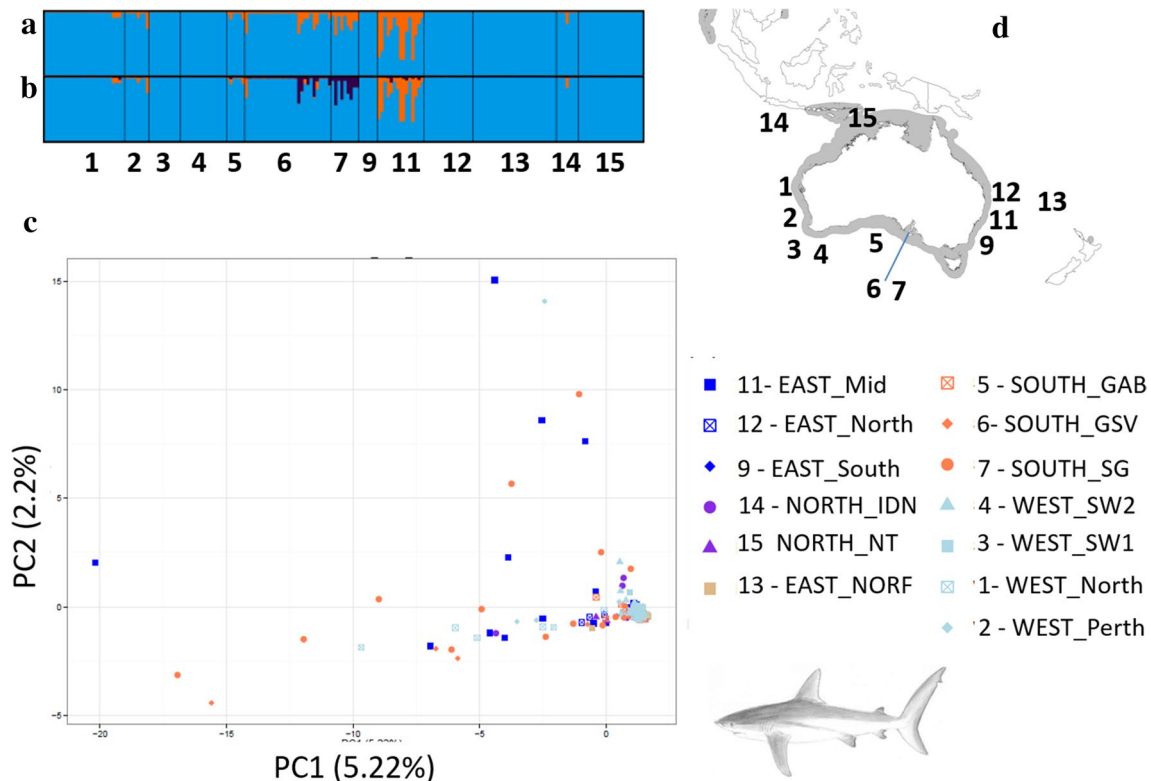 a
b
1 2 3 4 5 6 7 9 11 12 13 14 15
d
14 15
1 12 13
2 11
3 4 5 9
6 7
c
15
10
5
0
−5
−20 −15 −10 −5 0
PC2 (2.2%)
PC1 (5.22%)
11- EAST_Mid
12 - EAST_North
9 - EAST_South
14 - NORTH_IDN
15 NORTH_NT
13 - EAST_NORF
5 - SOUTH_GAB
6- SOUTH_GSV
7 - SOUTH_SG
4 - WEST_SW2
3 - WEST_SW1
1- WEST_North
2 - WEST_Perth